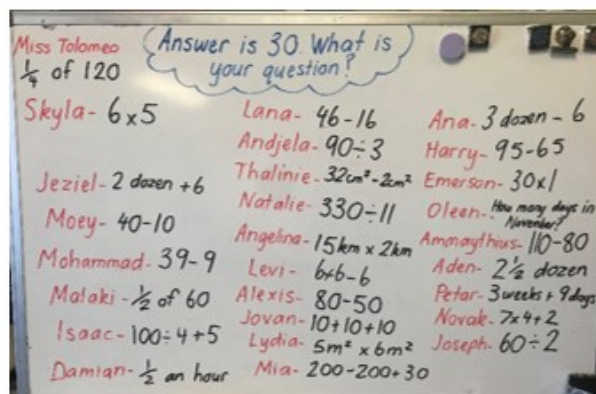 Miss Tolomeo
1/4 of 120
Answer is 30. What is
your question?
Skyla- 6x5
Jeziel- 2 dozen +6
Moey- 40-10
Mohammad- 39-9
Malaki- 1/2 of 60
Isaac- 100÷4+5
Damian- 1/2 an hour
Lana- 46-16
Andjela- 90÷3
Thalinie- 32cm²-2cm²
Natalie- 330÷11
Angelina- 15km x 2km
Levi- 6x6-6
Alexis- 80-50
Jovan- 10+10+10
Lydia- 5m² x 6m²
Mia- 200-200+30
Ana- 3 dozen - 6
Harry- 95-65
Emerson- 30x1
Oleen- How many days in
November?
Ammaythius- 110-80
Aden- 2 1/2 dozen
Petar- 3 weeks + 9 days
Novak- 7x4+2
Joseph- 60÷2